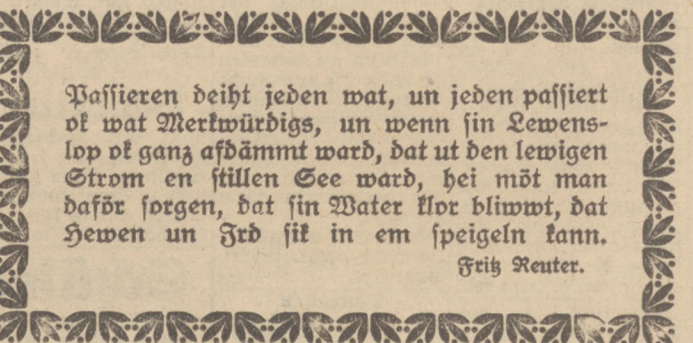 Passieren deiht jeden wat, un jeden passiert
ok wat Merkwürdigs, un wenn sin Lewens-
lop ok ganz afdämmt ward, dat ut den lewigen
Strom en stillen See ward, hei möt man
daför sorgen, dat sin Water klor bliwwt, dat
Hewen un Ird sik in em speigeln kann.
Fritz Reuter.